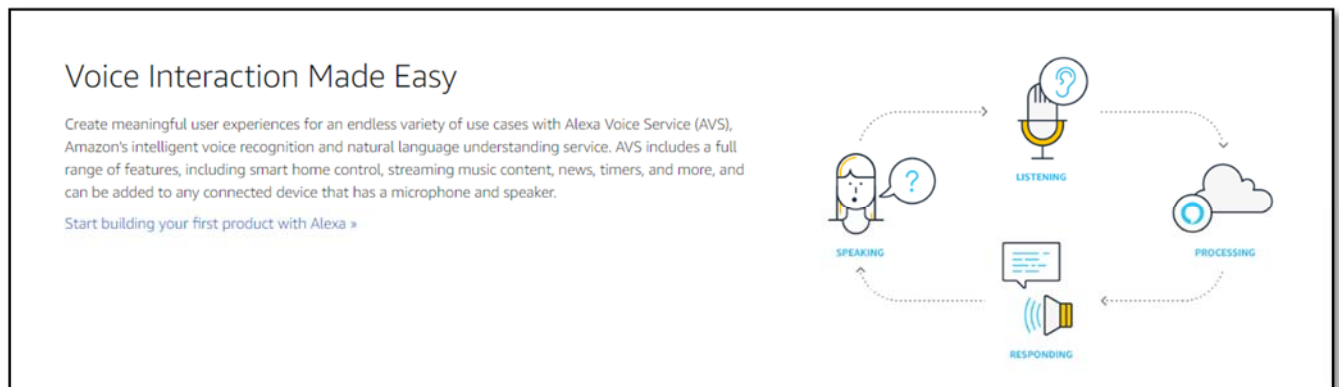 Voice Interaction Made Easy
Create meaningful user experiences for an endless variety of use cases with Alexa Voice Service (AVS),
Amazon's intelligent voice recognition and natural language understanding service. AVS includes a full
range of features, including smart home control, streaming music content, news, timers, and more, and
can be added to any connected device that has a microphone and speaker.
Start building your first product with Alexa »
?
LISTENING
SPEAKING
PROCESSING
RESPONDING